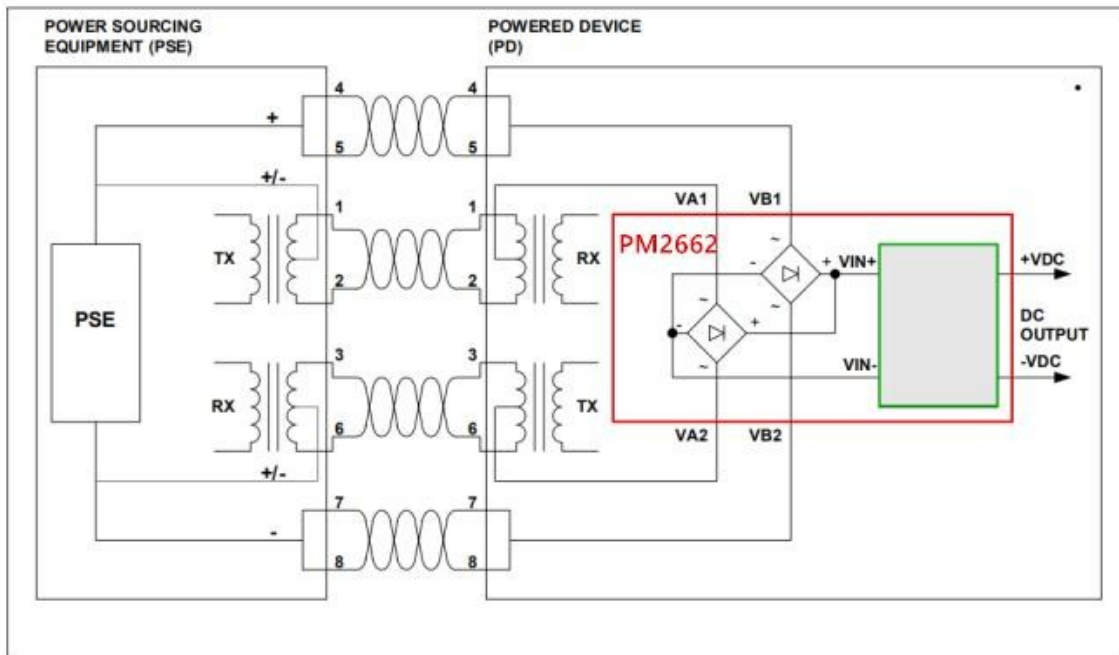 POWER SOURCING
EQUIPMENT (PSE)
POWERED DEVICE
(PD)
4
4
+
5
5
+/-
1
1
VA1
VB1
TX
RX
PM2662
~
-
+
VIN+
+VDC
2
2
~
~
PSE
-
+
DC
OUTPUT
3
3
~
VIN-
-VDC
RX
TX
6
6
VA2
VB2
+/-
7
7
-
8
8